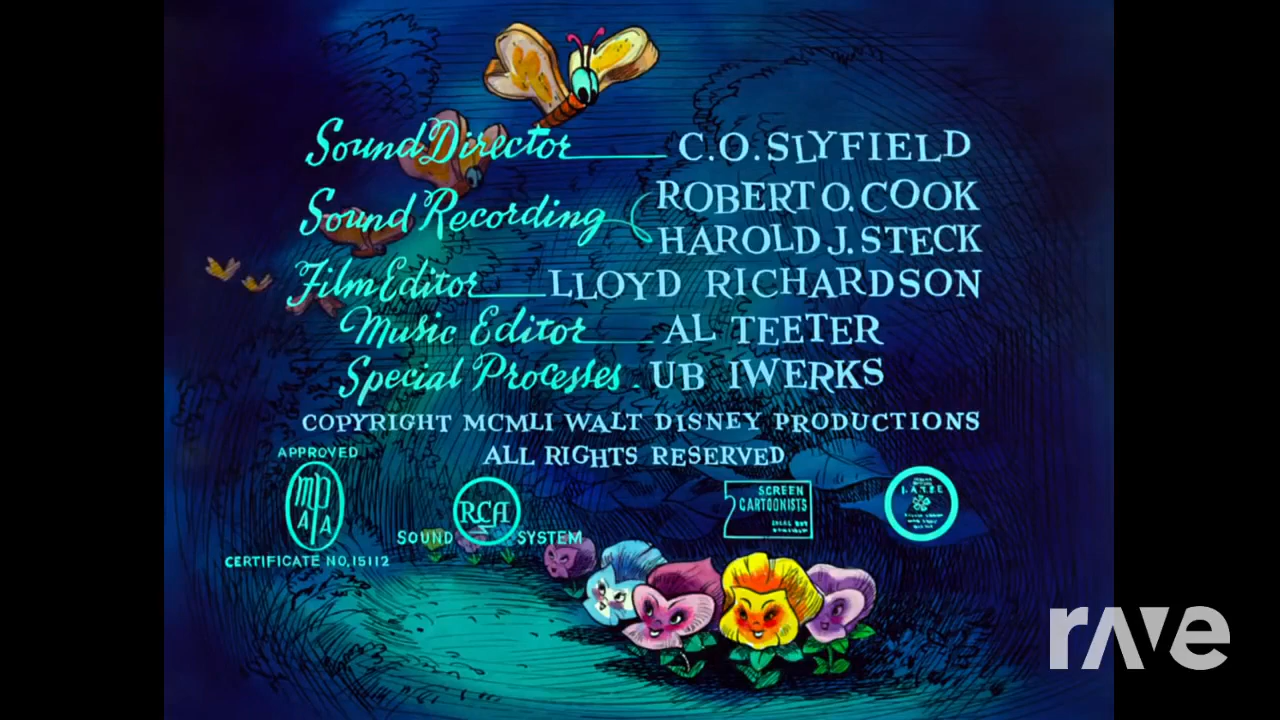 Sound Director C.O. SLYFIELD
Sound Recording ROBERT O. COOK
HAROLD J. STECK
Film Editor LLOYD RICHARDSON
Music Editor AL TEETER
Special Processes UB IWERKS
COPYRIGHT MCMLI WALT DISNEY PRODUCTIONS
ALL RIGHTS RESERVED
APPROVED
MPAA
CERTIFICATE NO. 15112
RCA
SOUND SYSTEM
SCREEN
CARTOONISTS
I.A.T.S.E
rave